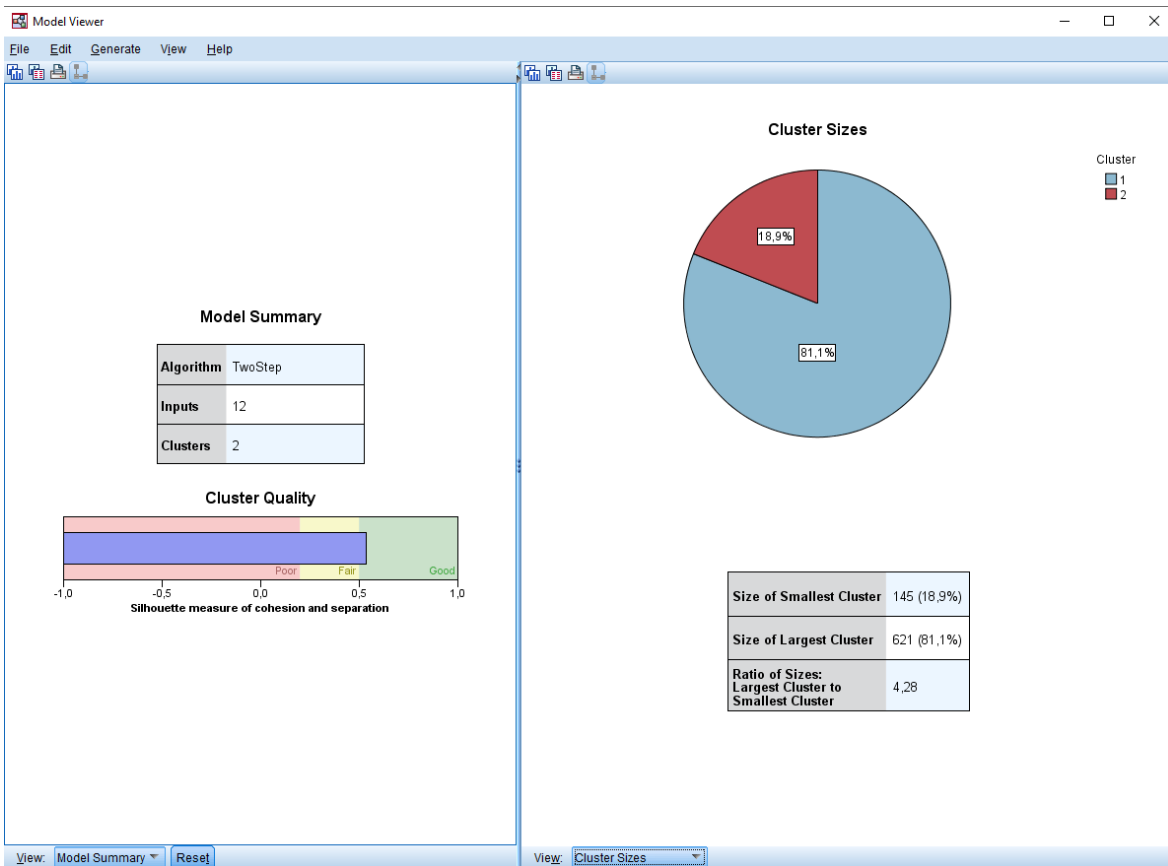 Model Viewer
File Edit Generate View Help
Model Summary
Algorithm TwoStep
Inputs 12
Clusters 2
Cluster Quality
Poor Fair Good
-1,0 -0,5 0,0 0,5 1,0
Silhouette measure of cohesion and separation
View: Model Summary Reset
Cluster Sizes
Cluster
1
2
18,9%
81,1%
Size of Smallest Cluster 145 (18,9%)
Size of Largest Cluster 621 (81,1%)
Ratio of Sizes:
Largest Cluster to
Smallest Cluster 4,28
View: Cluster Sizes